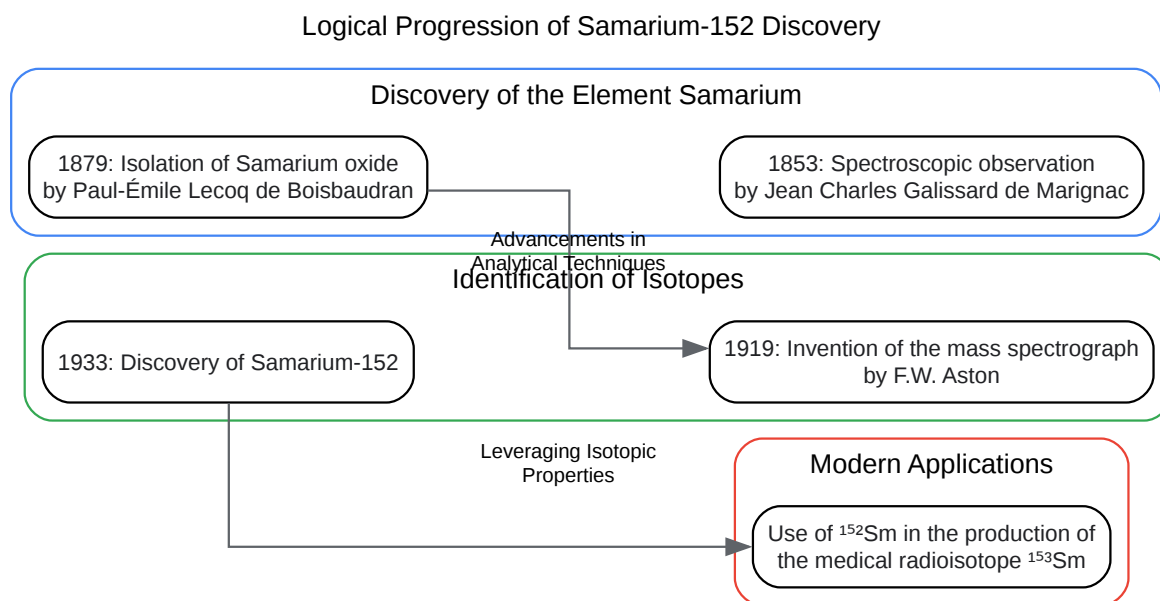 Logical Progression of Samarium-152 Discovery
Discovery of the Element Samarium
1879: Isolation of Samarium oxide
by Paul-Émile Lecoq de Boisbaudran
1853: Spectroscopic observation
by Jean Charles Galissard de Marignac
Advancements in
Analytical Techniques
Identification of Isotopes
1933: Discovery of Samarium-152
1919: Invention of the mass spectrograph
by F.W. Aston
Leveraging Isotopic
Properties
Modern Applications
Use of ¹⁵²Sm in the production of
the medical radioisotope ¹⁵³Sm